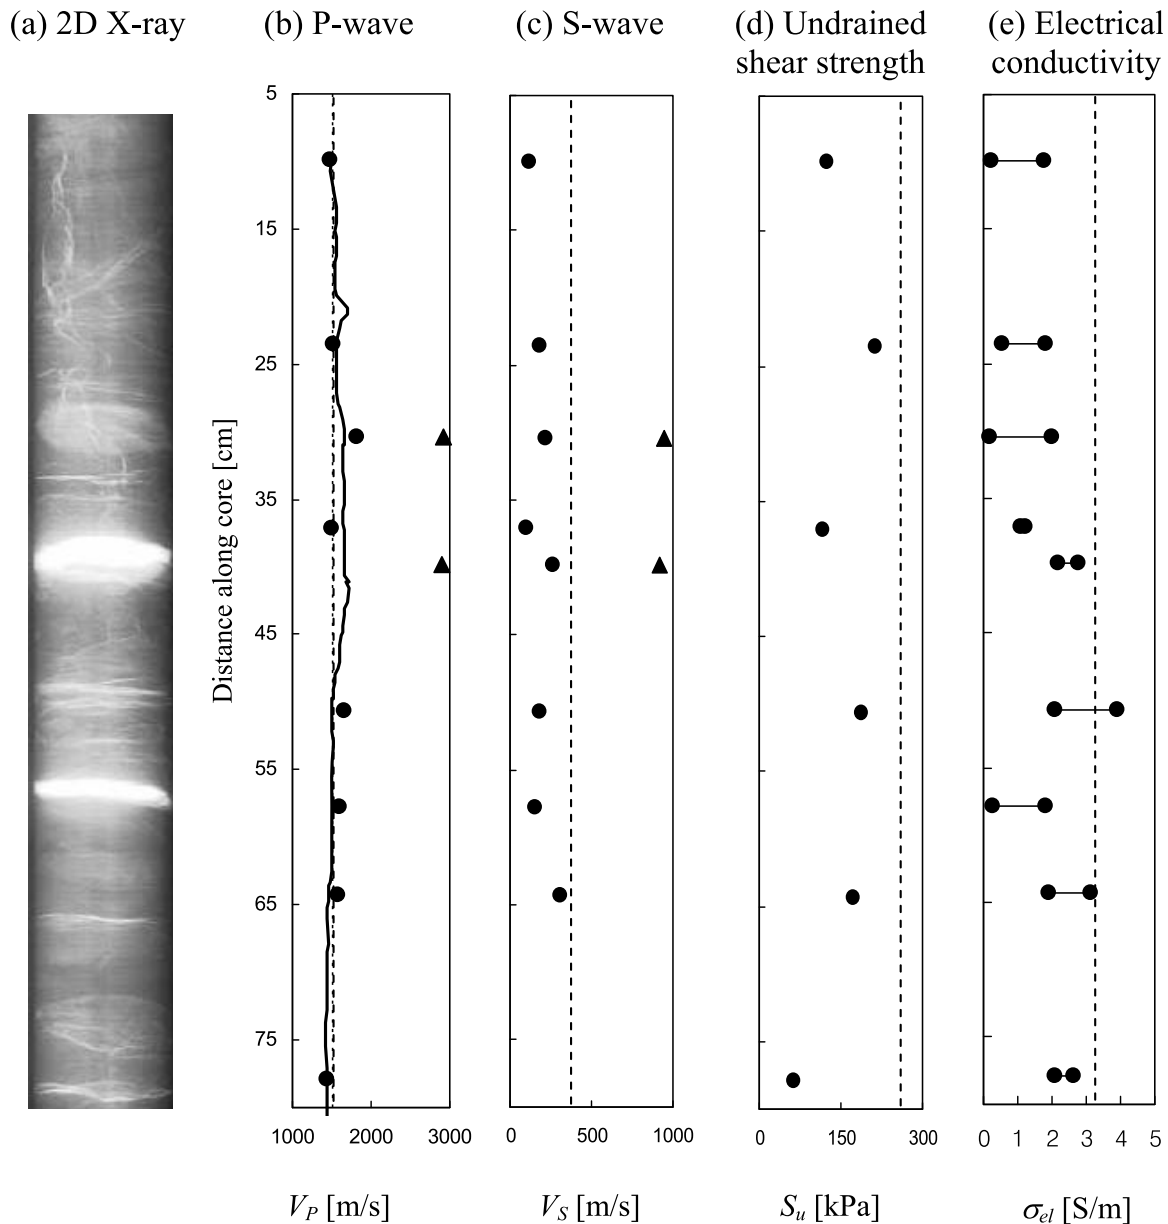 (a) 2D X-ray
(b) P-wave
(c) S-wave
(d) Undrained
shear strength
(e) Electrical
conductivity
Distance along core [cm]
5
15
25
35
45
55
65
75
1000
2000
3000
0
500
1000
0
150
300
0
1
2
3
4
5
V_P [m/s]
V_S [m/s]
S_u [kPa]
σ_el [S/m]